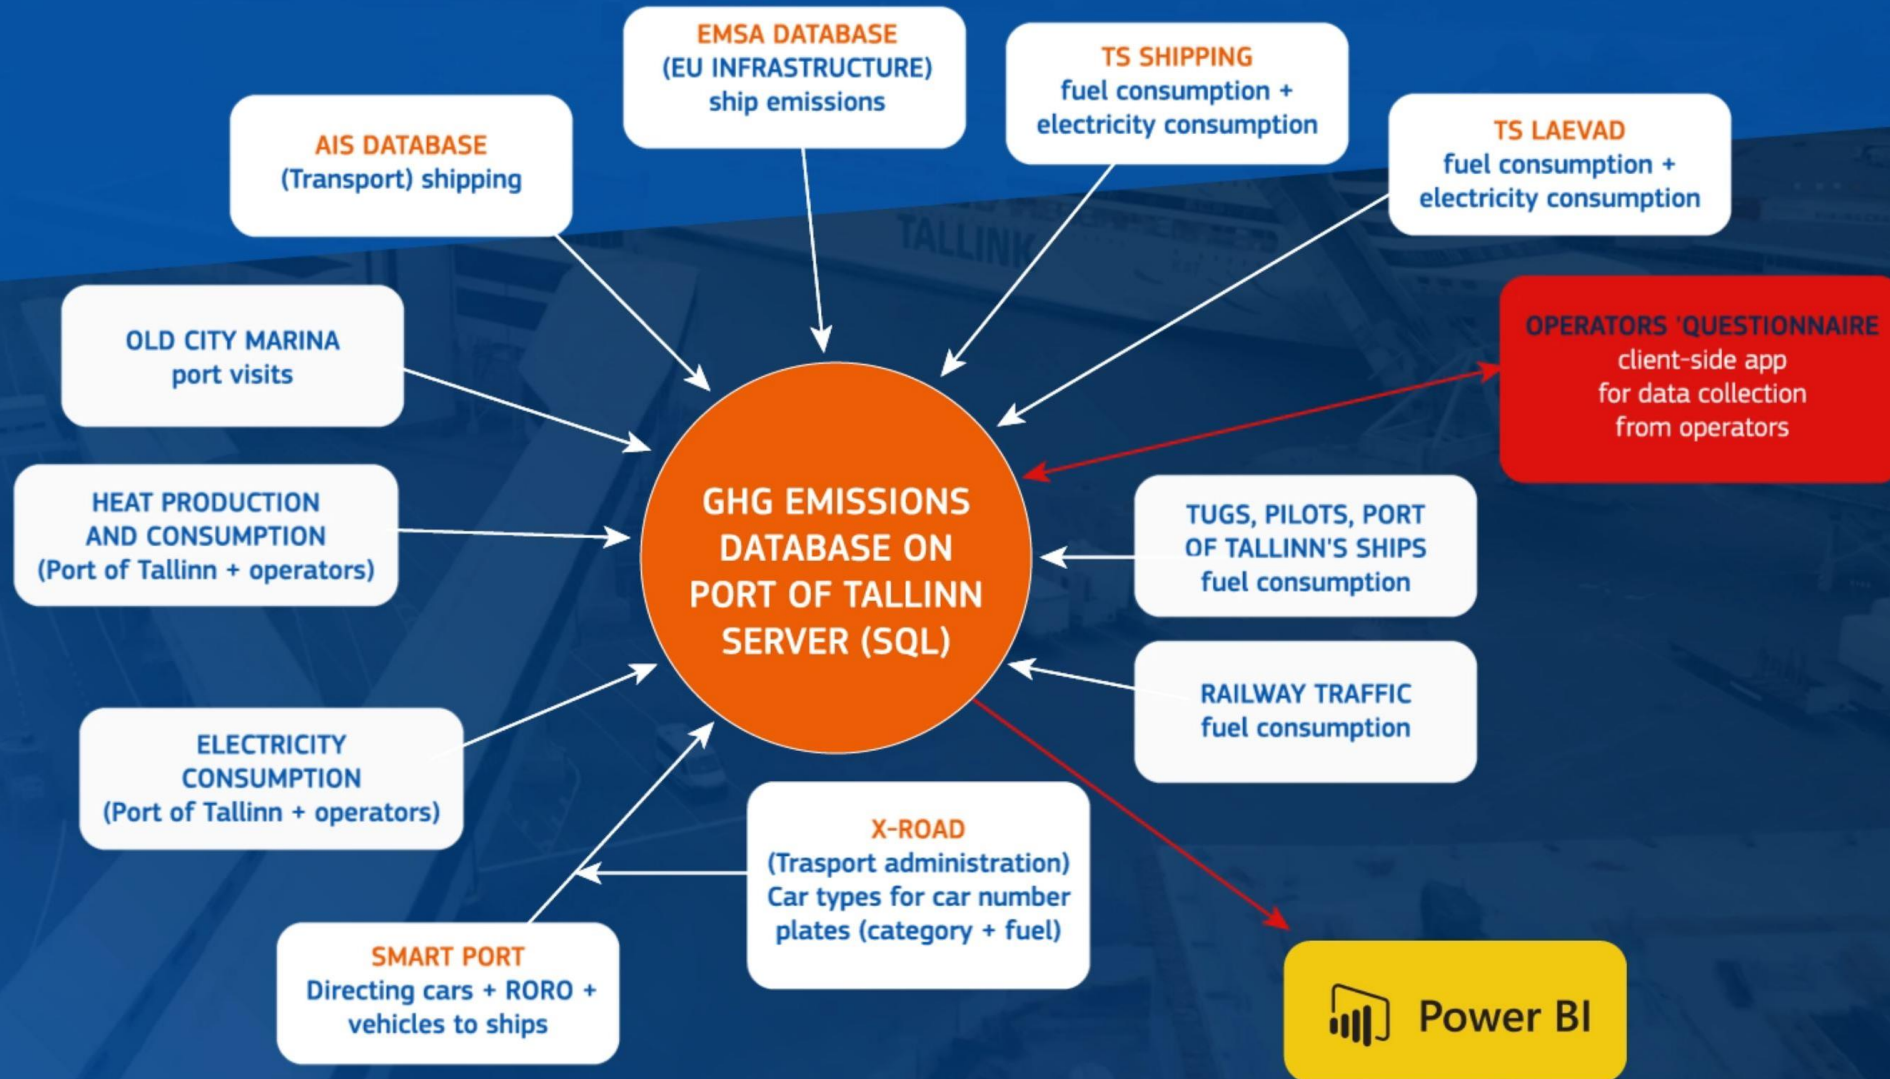 EMSA DATABASE
(EU INFRASTRUCTURE)
ship emissions
TS SHIPPING
fuel consumption +
electricity consumption
AIS DATABASE
(Transport) shipping
TS LAEVAD
fuel consumption +
electricity consumption
TALLINK
OLD CITY MARINA
port visits
OPERATORS 'QUESTIONNAIRE
client-side app
for data collection
from operators
HEAT PRODUCTION
AND CONSUMPTION
(Port of Tallinn + operators)
GHG EMISSIONS
DATABASE ON
PORT OF TALLINN
SERVER (SQL)
TUGS, PILOTS, PORT
OF TALLINN'S SHIPS
fuel consumption
RAILWAY TRAFFIC
fuel consumption
ELECTRICITY
CONSUMPTION
(Port of Tallinn + operators)
X-ROAD
(Trasport administration)
Car types for car number
plates (category + fuel)
SMART PORT
Directing cars + RORO +
vehicles to ships
Power BI